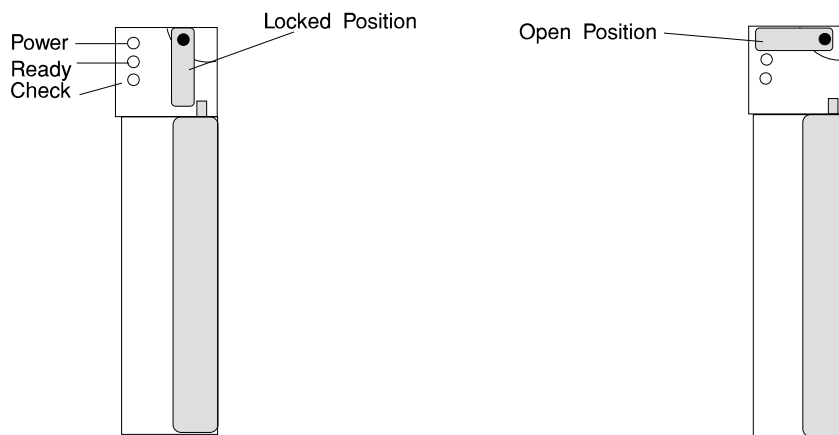 Locked Position
Power
Ready
Check
Open Position